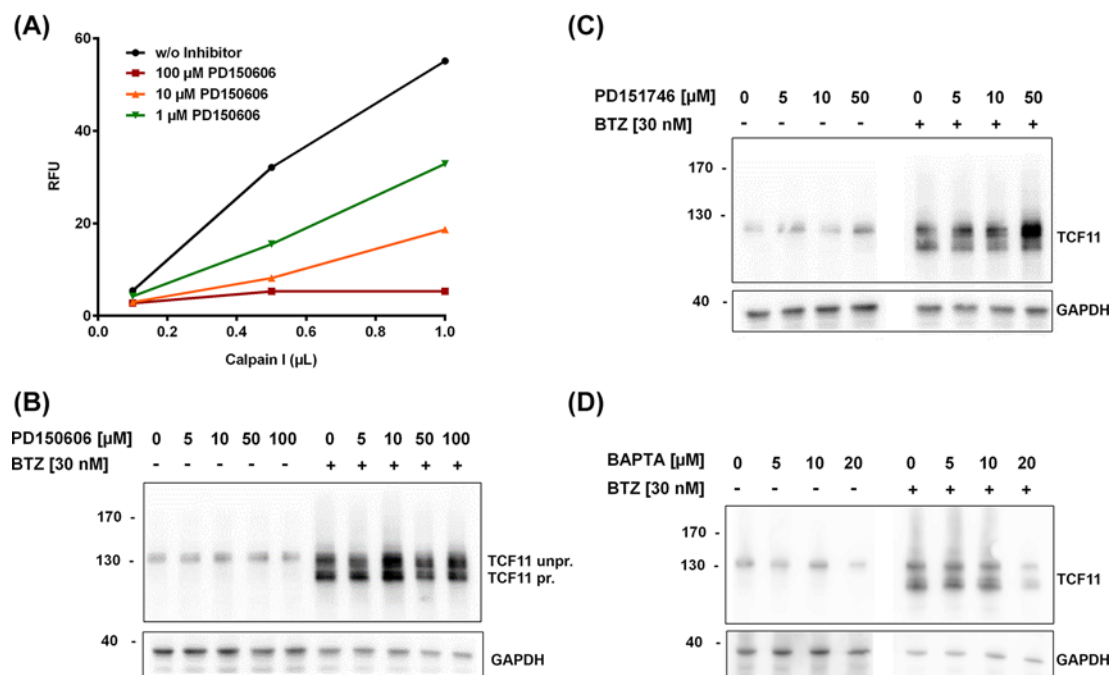 (A)
60
40
20
0
RFU
w/o Inhibitor
100 µM PD150606
10 µM PD150606
1 µM PD150606
0.0 0.2 0.4 0.6 0.8 1.0
Calpain I (µL)
(B)
PD150606 [µM] 0 5 10 50 100 0 5 10 50 100
BTZ [30 nM] - - - - - + + + + +
170 -
130 -
TCF11 unpr.
TCF11 pr.
40 -
GAPDH
(C)
PD151746 [µM] 0 5 10 50 0 5 10 50
BTZ [30 nM] - - - - + + + +
170 -
130 -
TCF11
40 -
GAPDH
(D)
BAPTA [µM] 0 5 10 20 0 5 10 20
BTZ [30 nM] - - - - + + + +
170 -
130 -
TCF11
40 -
GAPDH